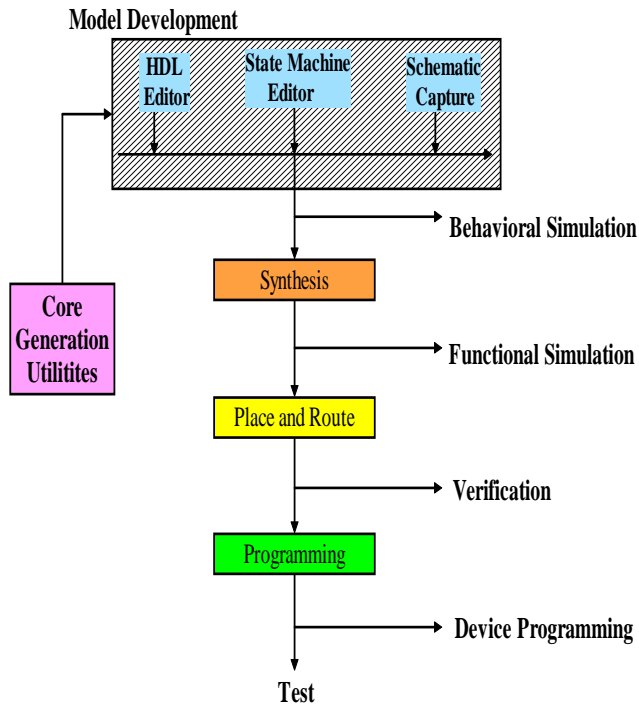 Model Development
HDL
Editor
State Machine
Editor
Schematic
Capture
Behavioral Simulation
Synthesis
Core
Generation
Utilitites
Functional Simulation
Place and Route
Verification
Programming
Device Programming
Test